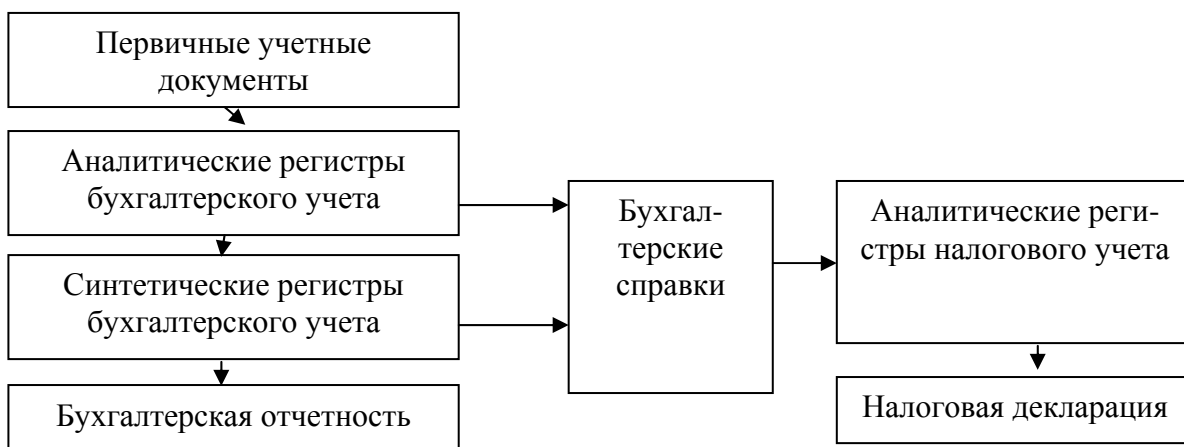 Первичные учетные
документы
Аналитические регистры
бухгалтерского учета
Синтетические регистры
бухгалтерского учета
Бухгалтерская отчетность
Бухгал-
терские
справки
Аналитические реги-
стры налогового учета
Налоговая декларация